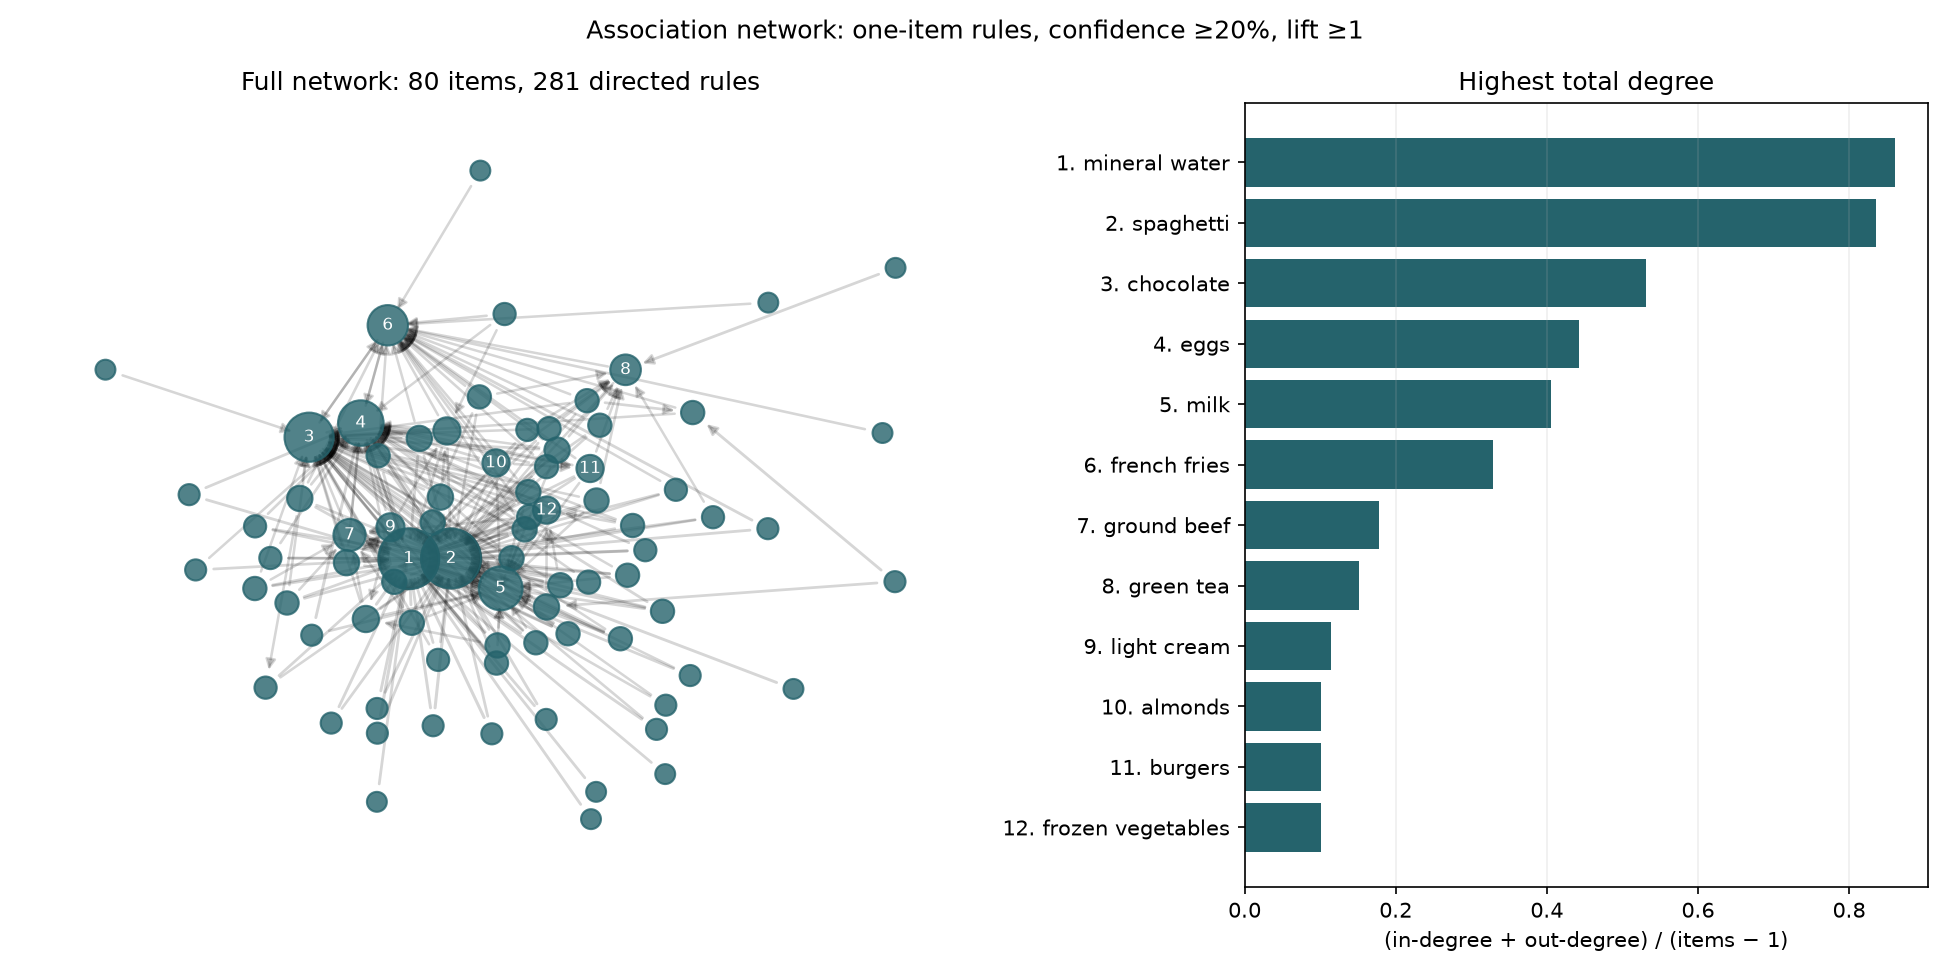 Association network: one-item rules, confidence ≥20%, lift ≥1
Full network: 80 items, 281 directed rules
6
8
4
3
10
11
12
9
7
1
2
5
Highest total degree
1. mineral water
2. spaghetti
3. chocolate
4. eggs
5. milk
6. french fries
7. ground beef
8. green tea
9. light cream
10. almonds
11. burgers
12. frozen vegetables
0.0 0.2 0.4 0.6 0.8
(in-degree + out-degree) / (items − 1)